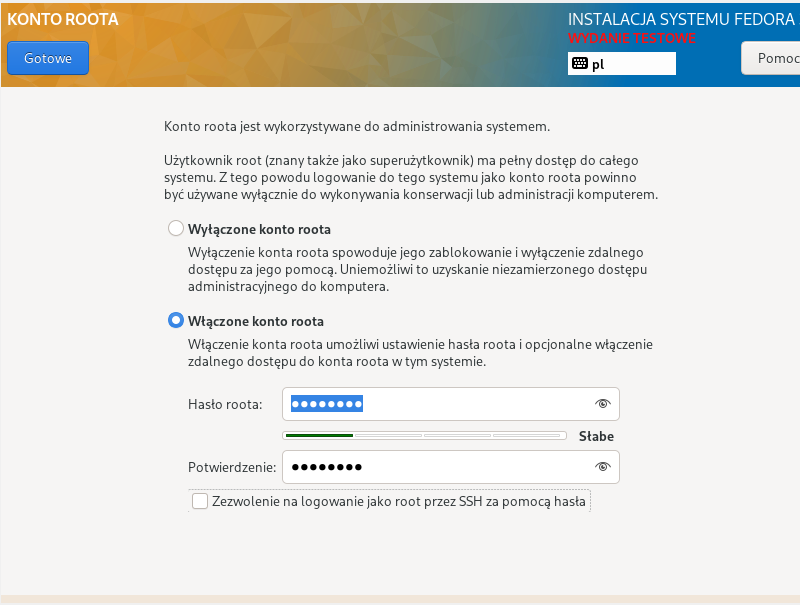 KONTO ROOTA
INSTALACJA SYSTEMU FEDORA
WYDANIE TESTOWE
Gotowe
pl
Pomoc
Konto roota jest wykorzystywane do administrowania systemem.
Użytkownik root (znany także jako superużytkownik) ma pełny dostęp do całego
systemu. Z tego powodu logowanie do tego systemu jako konto roota powinno
być używane wyłącznie do wykonywania konserwacji lub administracji komputerem.
Wyłączone konto roota
Wyłączenie konta roota spowoduje jego zablokowanie i wyłączenie zdalnego
dostępu za jego pomocą. Uniemożliwi to uzyskanie niezamierzonego dostępu
administracyjnego do komputera.
Włączone konto roota
Włączenie konta roota umożliwi ustawienie hasła roota i opcjonalne włączenie
zdalnego dostępu do konta roota w tym systemie.
Hasło roota: ●●●●●●●●
Słabe
Potwierdzenie: ●●●●●●●●
Zezwolenie na logowanie jako root przez SSH za pomocą hasła